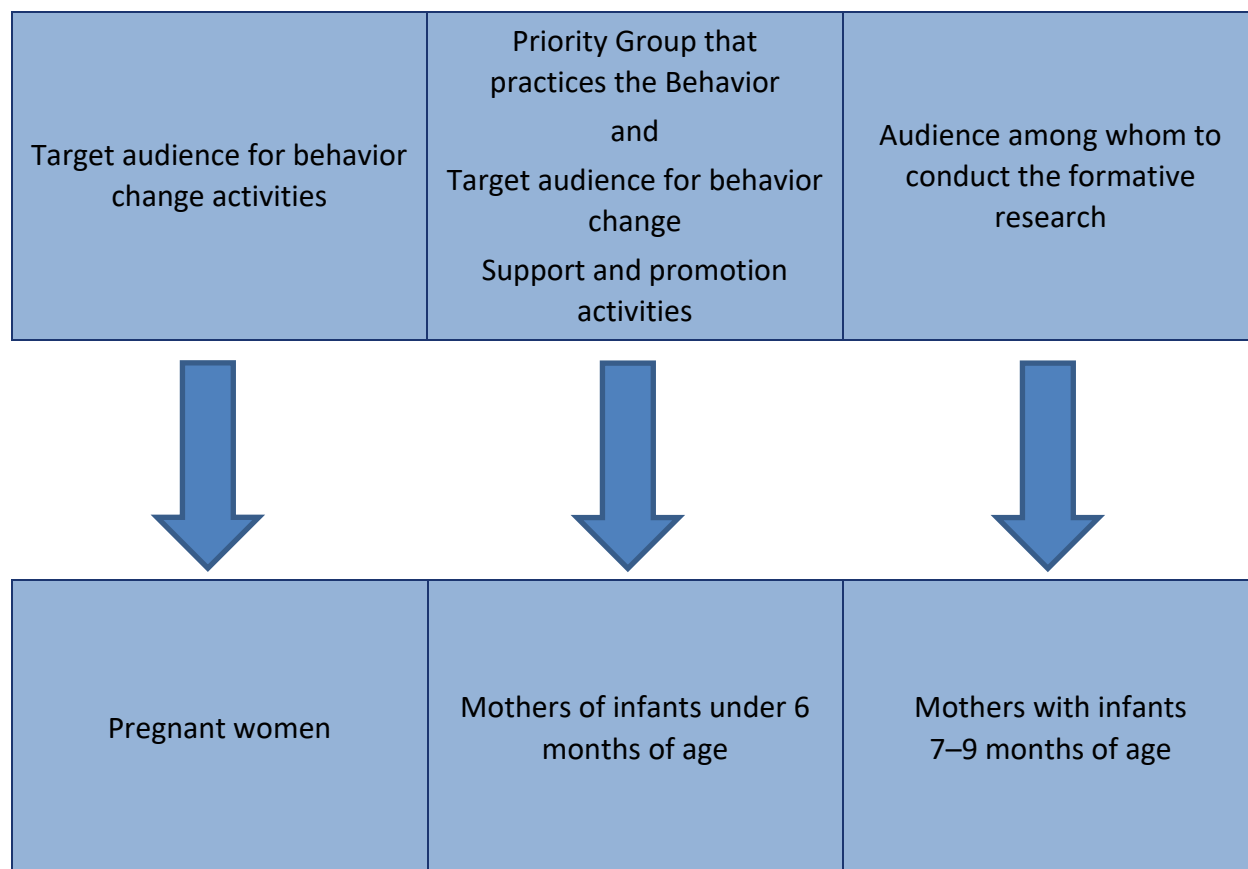 Target audience for behavior
change activities
Priority Group that
practices the Behavior
and
Target audience for behavior
change
Support and promotion
activities
Audience among whom to
conduct the formative
research
Pregnant women
Mothers of infants under 6
months of age
Mothers with infants
7–9 months of age